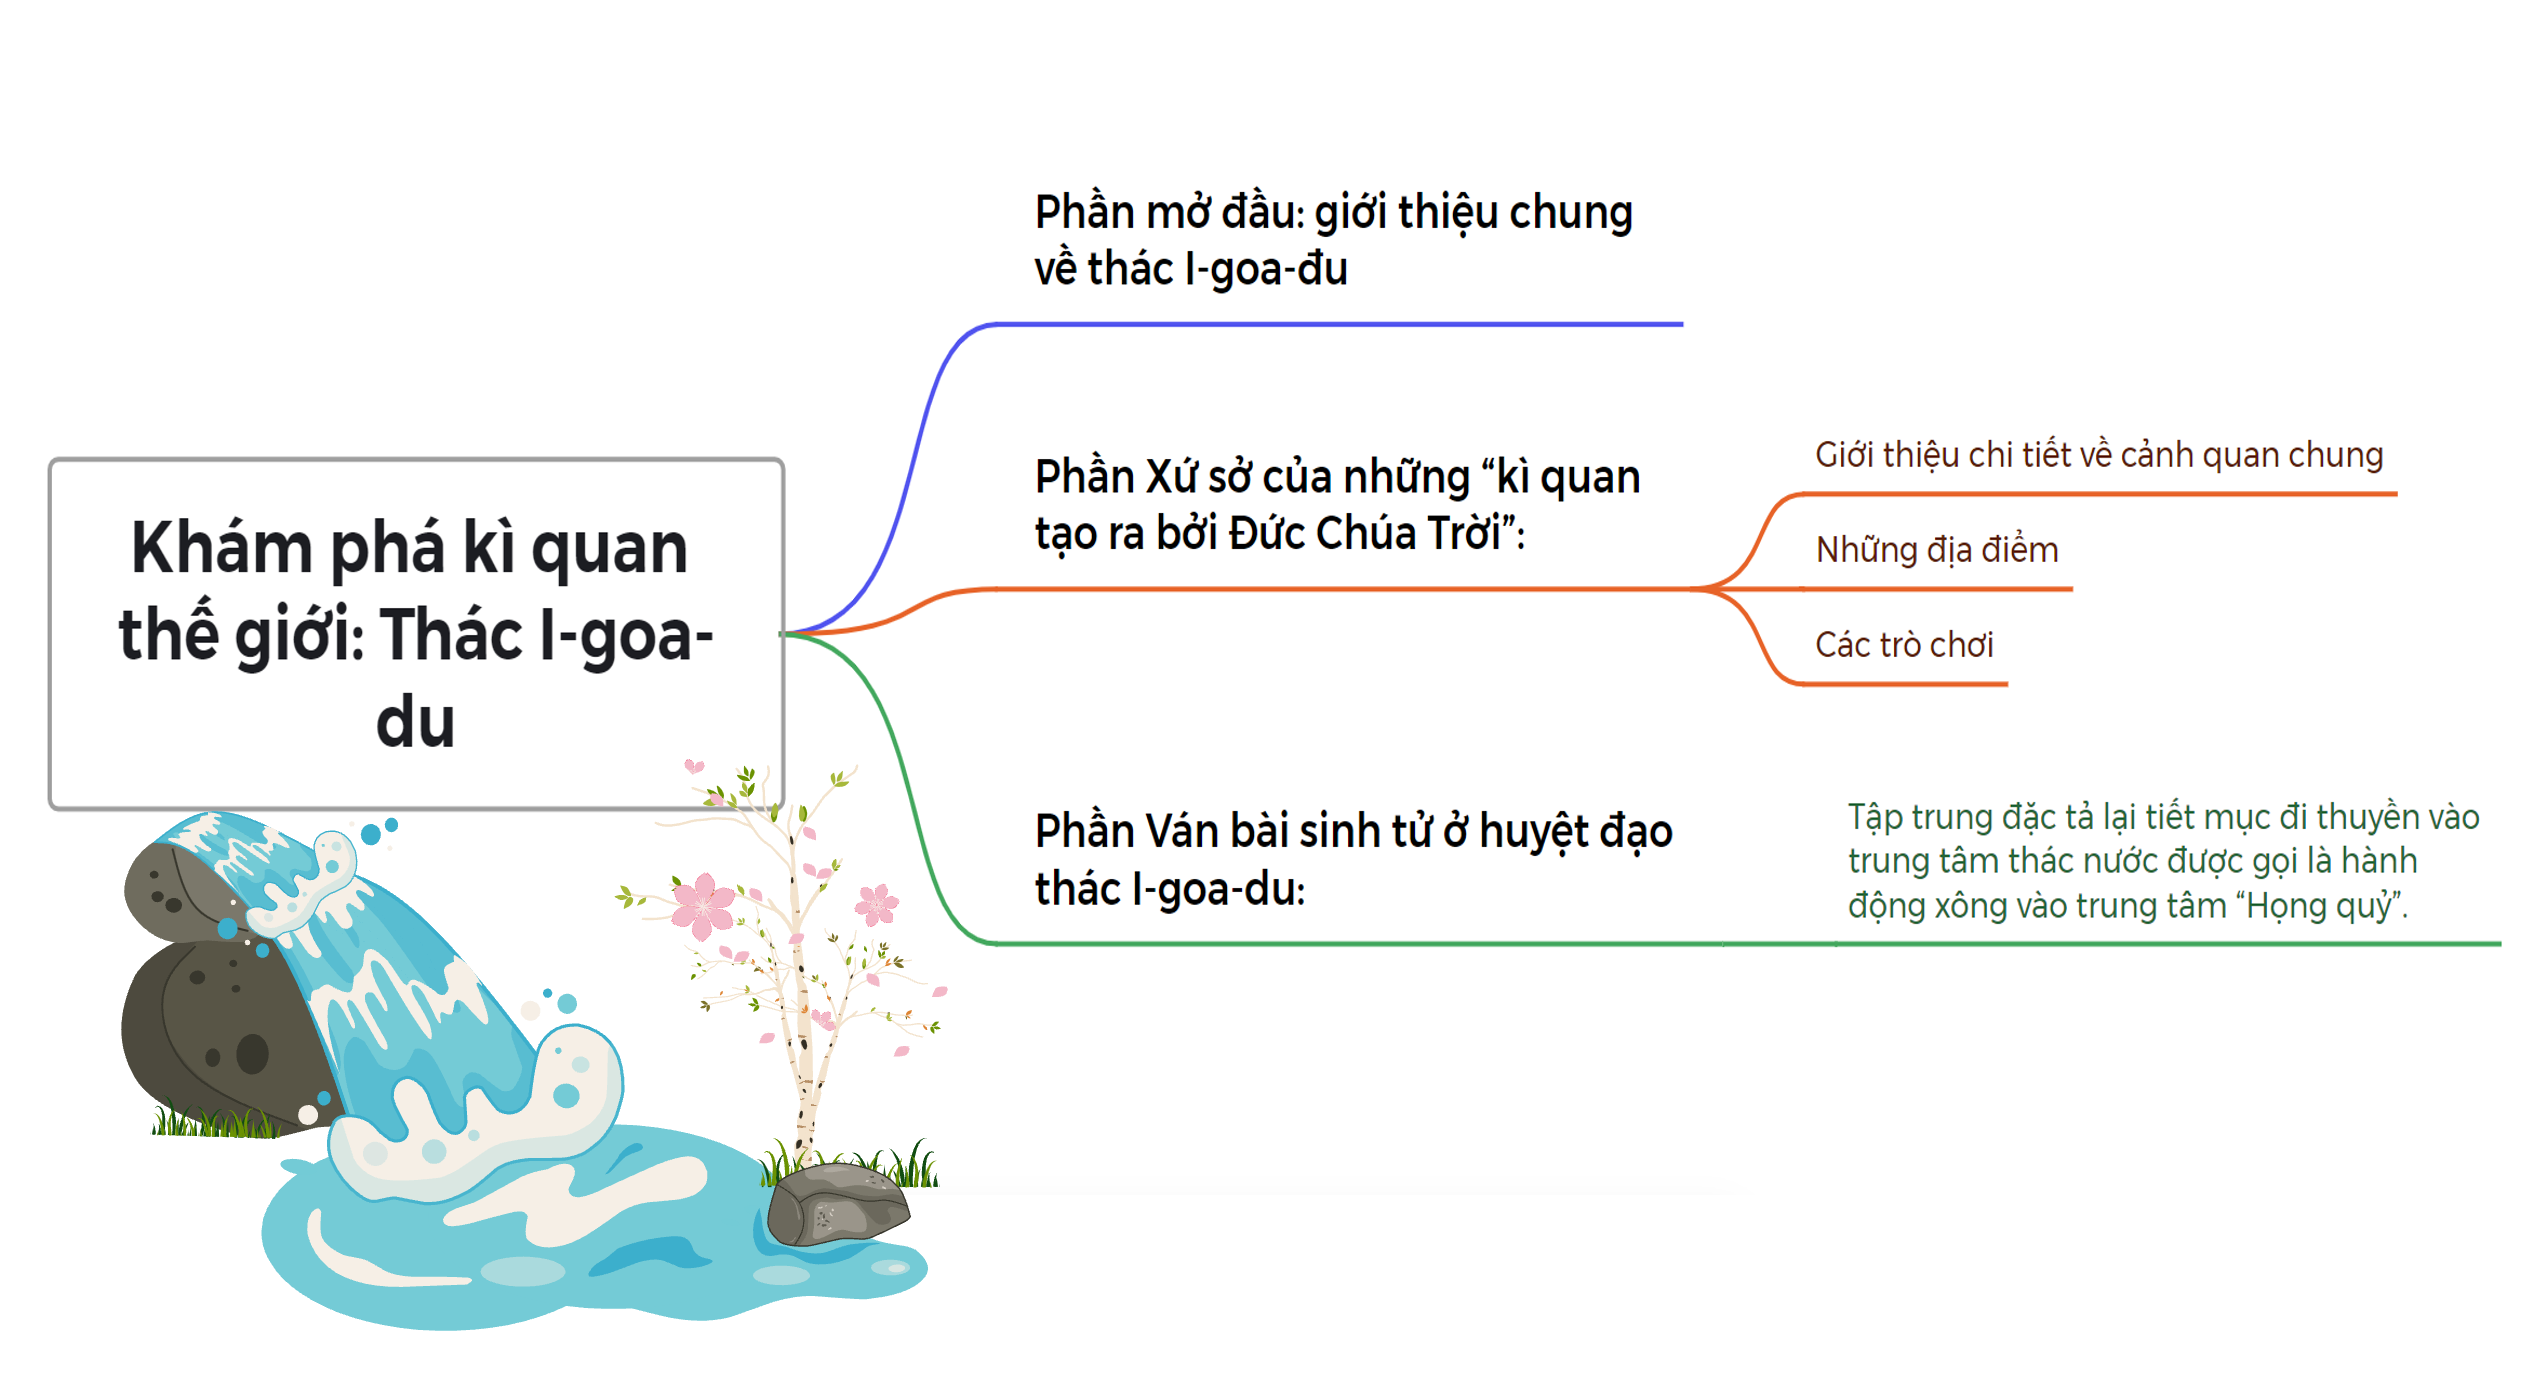 Khám phá kì quan
thế giới: Thác I-goa-
du
Phần mở đầu: giới thiệu chung
về thác I-goa-đu
Phần Xứ sở của những “kì quan
tạo ra bởi Đức Chúa Trời”:
Giới thiệu chi tiết về cảnh quan chung
Những địa điểm
Các trò chơi
Phần Ván bài sinh tử ở huyệt đạo
thác I-goa-du:
Tập trung đặc tả lại tiết mục đi thuyền vào
trung tâm thác nước được gọi là hành
động xông vào trung tâm “Họng quỷ”.